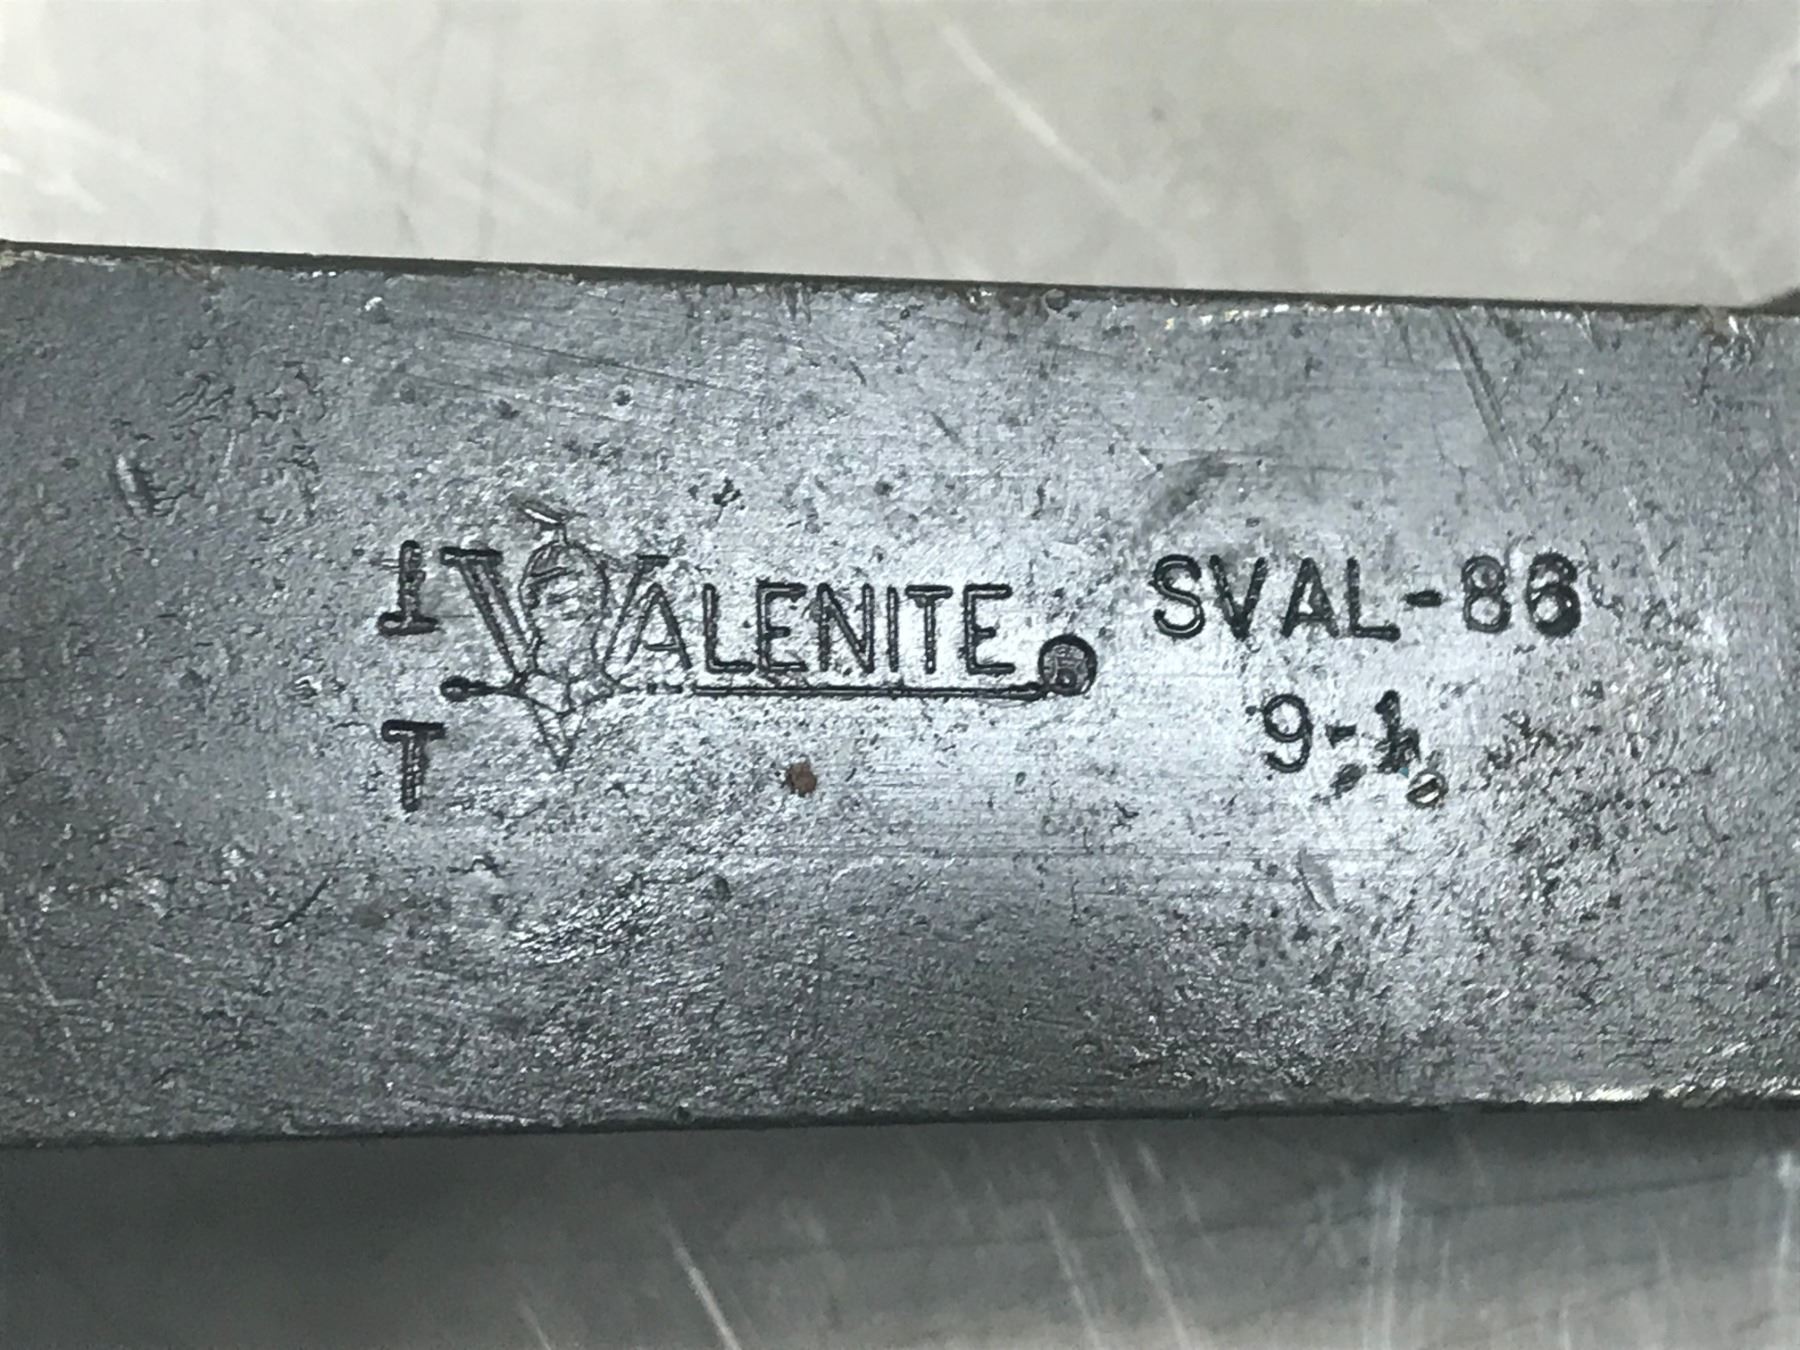 I VALENITE SVAL-86
T 9-1